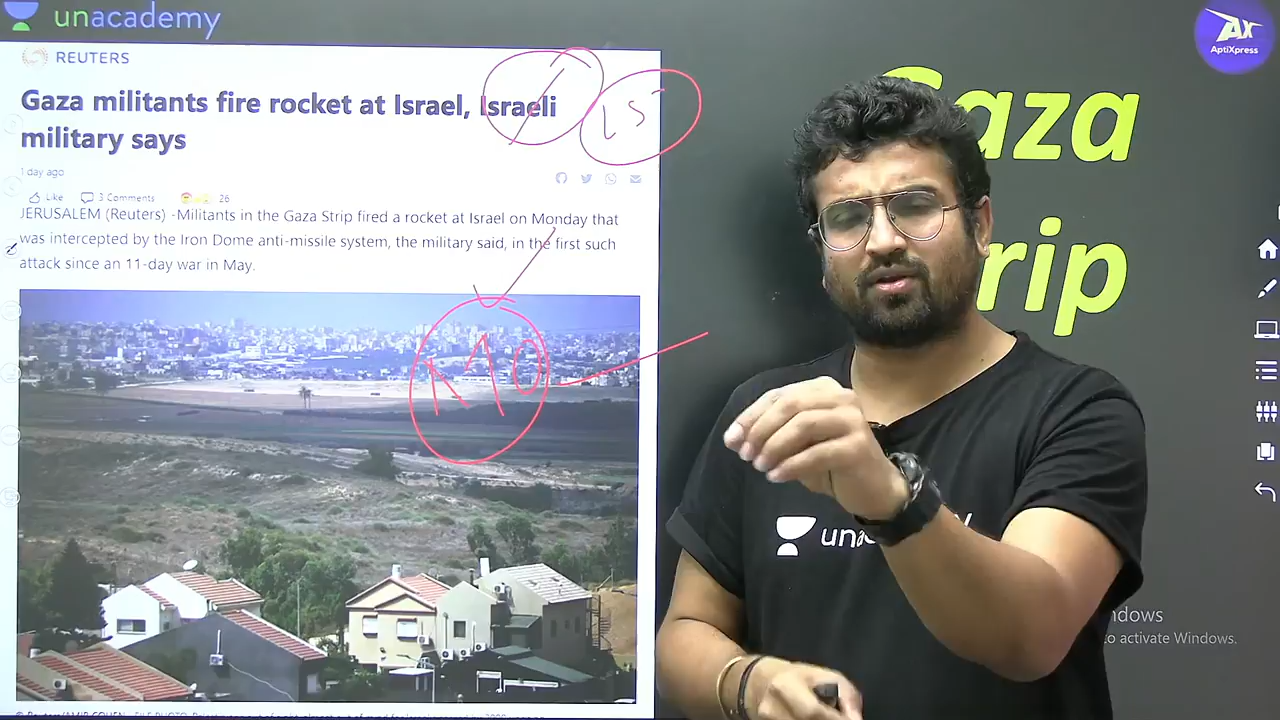 unacademy
REUTERS
Gaza militants fire rocket at Israel, Israeli
military says
1 day ago
Like 3 Comments 26
JERUSALEM (Reuters) -Militants in the Gaza Strip fired a rocket at Israel on Monday that
was intercepted by the Iron Dome anti-missile system, the military said, in the first such
attack since an 11-day war in May.
15
Gaza
Strip
AX
AptiXpress
ndows
to activate Windows.